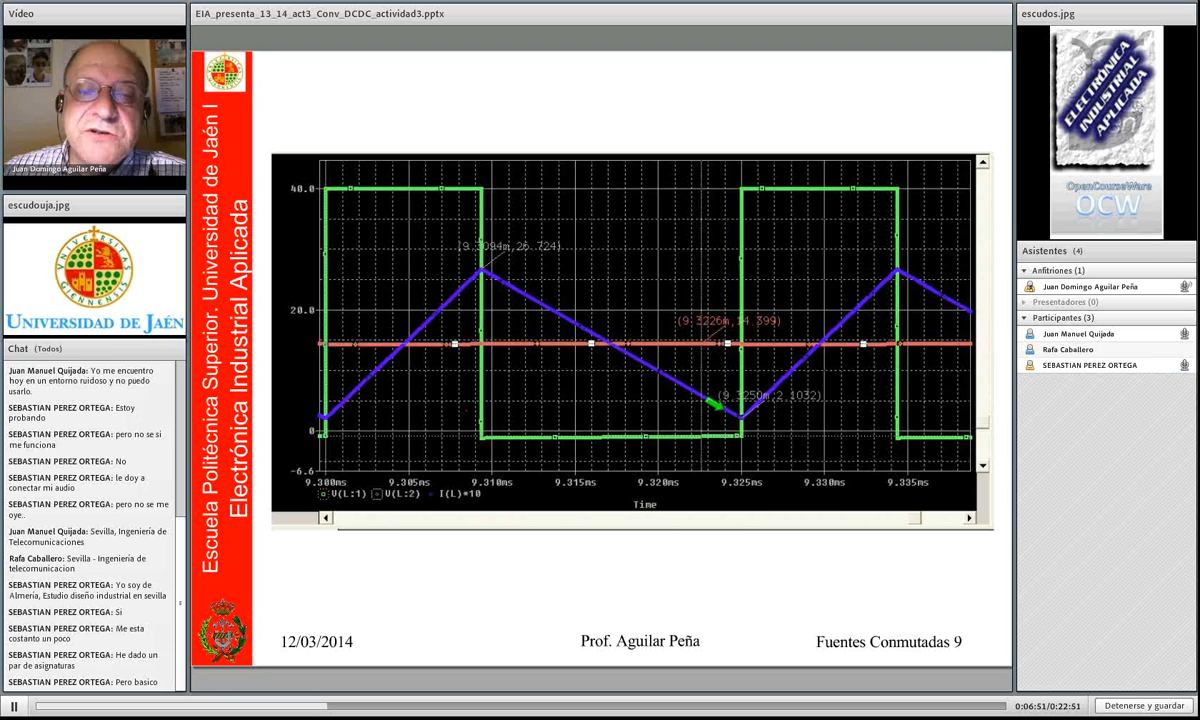 Vídeo
Juan Domingo Aguilar Peña
escudouja.jpg
UNIVERSITAS
GIENNENSIS
UNIVERSIDAD DE JAÉN
Chat (Todos)
Juan Manuel Quijada: Yo me encuentro
hoy en un entorno ruidoso y no puedo
usarlo.
SEBASTIAN PEREZ ORTEGA: Estoy
probando
SEBASTIAN PEREZ ORTEGA: pero no se si
me funciona
SEBASTIAN PEREZ ORTEGA: No
SEBASTIAN PEREZ ORTEGA: le doy a
conectar mi audio
SEBASTIAN PEREZ ORTEGA: pero no se me
oye..
Juan Manuel Quijada: Sevilla, Ingeniería de
Telecomunicaciones
Rafa Caballero: Sevilla - Ingeniería de
telecomunicacion
SEBASTIAN PEREZ ORTEGA: Yo soy de
Almería, Estudio diseño industrial en sevilla
SEBASTIAN PEREZ ORTEGA: Si
SEBASTIAN PEREZ ORTEGA: Me esta
costanto un poco
SEBASTIAN PEREZ ORTEGA: He dado un
par de asignaturas
SEBASTIAN PEREZ ORTEGA: Pero basico
EIA_presenta_13_14_act3_Conv_DCDC_actividad3.pptx
Escuela Politécnica Superior. Universidad de Jaén I
Electrónica Industrial Aplicada
40.0
20.0
0
-6.6
(9.3094m,26.724)
(9.3226m,14.399)
(9.3250m,2.1032)
9.300ms 9.305ms 9.310ms 9.315ms 9.320ms 9.325ms 9.330ms 9.335ms
V(L:1) V(L:2) I(L)*10
Time
12/03/2014
Prof. Aguilar Peña
Fuentes Conmutadas 9
escudos.jpg
ELECTRÓNICA
INDUSTRIAL
APLICADA
OpenCourseWare
OCW
Asistentes (4)
Anfitriones (1)
Juan Domingo Aguilar Peña
Presentadores (0)
Participantes (3)
Juan Manuel Quijada
Rafa Caballero
SEBASTIAN PEREZ ORTEGA
0:06:51/0:22:51
Detenerse y guardar